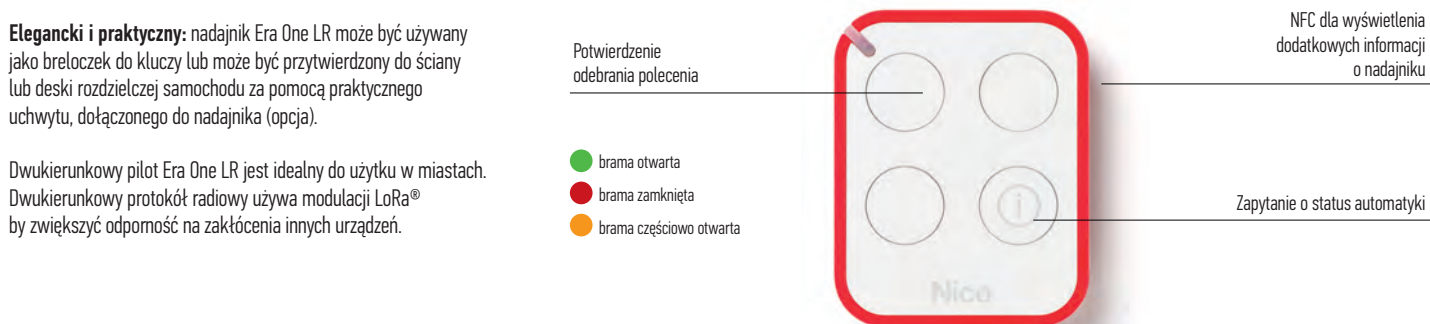 Elegancki i praktyczny: nadajnik Era One LR może być używany
jako breloczek do kluczy lub może być przytwierdzony do ściany
lub deski rozdzielczej samochodu za pomocą praktycznego
uchwytu, dołączonego do nadajnika (opcja).
Dwukierunkowy pilot Era One LR jest idealny do użytku w miastach.
Dwukierunkowy protokół radiowy używa modulacji LoRa®
by zwiększyć odporność na zakłócenia innych urządzeń.
Potwierdzenie
odebrania polecenia
brama otwarta
brama zamknięta
brama częściowo otwarta
i
Nice
NFC dla wyświetlenia
dodatkowych informacji
o nadajniku
Zapytanie o status automatyki